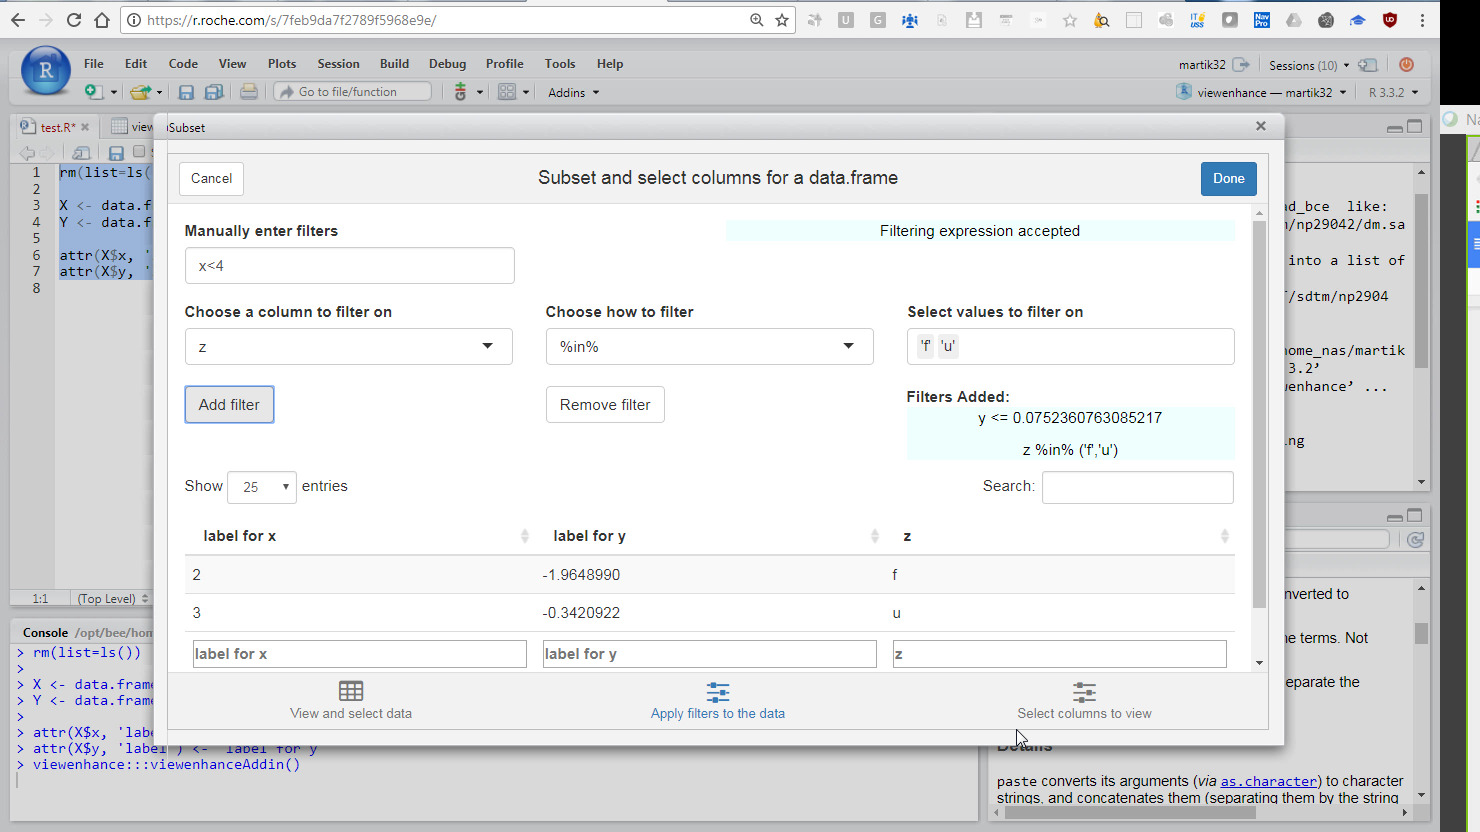 https://r.roche.com/s/7feb9da7f2789f5968e9e/
File Edit Code View Plots Session Build Debug Profile Tools Help
martik32 Sessions (10)
Go to file/function Addins
viewenhance — martik32 R 3.3.2
test.R*
Subset
Cancel Subset and select columns for a data.frame Done
1 rm(list=ls(
2
3 X <- data.f
4 Y <- data.f
5
6 attr(X$x, '
7 attr(X$y, '
8
Manually enter filters
Filtering expression accepted
x<4
Choose a column to filter on Choose how to filter Select values to filter on
z %in% 'f' 'u'
Add filter Remove filter
Filters Added:
y <= 0.0752360763085217
z %in% ('f','u')
Show 25 entries Search:
label for x label for y z
2 -1.9648990 f
3 -0.3420922 u
label for x label for y z
View and select data Apply filters to the data Select columns to view
1:1 (Top Level)
Console /opt/bee/hom
> rm(list=ls())
>
> X <- data.frame
> Y <- data.frame
>
> attr(X$x, 'labe
> attr(X$y, 'label') <- 'label for y
> viewenhance:::viewenhanceAddin()
ad_bce like:
/np29042/dm.sa
into a list of
/sdtm/np2904
ome_nas/martik
3.2’
enhance’ ...
ng
nverted to
e terms. Not
eparate the
Details
paste converts its arguments (via as.character) to character
strings, and concatenates them (separating them by the string